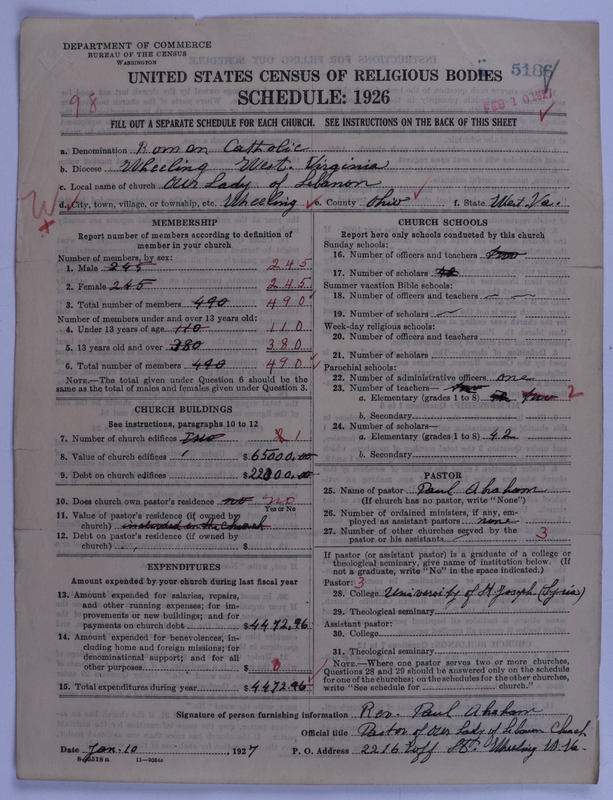 DEPARTMENT OF COMMERCE
BUREAU OF THE CENSUS
WASHINGTON
5186
UNITED STATES CENSUS OF RELIGIOUS BODIES
98
SCHEDULE: 1926
FEB 10 1927
FILL OUT A SEPARATE SCHEDULE FOR EACH CHURCH. SEE INSTRUCTIONS ON THE BACK OF THIS SHEET
a. Denomination Roman Catholic
b. Diocese Wheeling West. Virginia
c. Local name of church Our Lady of Lebanon
d. City, town, village, or township, etc. Wheeling e. County Ohio f. State West. Va.
MEMBERSHIP
Report number of members according to definition of
member in your church
Number of members, by sex:
1. Male 245 245
2. Female 245 245
3. Total number of members 490 490
Number of members under and over 13 years old:
4. Under 13 years of age 110 110
5. 13 years old and over 380 380
6. Total number of members 490 490
NOTE.—The total given under Question 6 should be the
same as the total of males and females given under Question 3.
CHURCH BUILDINGS
See instructions, paragraphs 10 to 12
7. Number of church edifices 1
8. Value of church edifices $65000.00
9. Debt on church edifices $22000.00
Yes or No
10. Does church own pastor's residence no No
11. Value of pastor's residence (if owned by
church) included in the Church
12. Debt on pastor's residence (if owned by
church) $
EXPENDITURES
Amount expended by your church during last fiscal year
13. Amount expended for salaries, repairs,
and other running expenses; for im-
provements or new buildings; and for
payments on church debt $4472.96
14. Amount expended for benevolences, in-
cluding home and foreign missions; for
denominational support; and for all
other purposes $ 0
15. Total expenditures during year $4472.96
CHURCH SCHOOLS
Report here only schools conducted by this church
Sunday schools:
16. Number of officers and teachers two
17. Number of scholars 42
Summer vacation Bible schools:
18. Number of officers and teachers
19. Number of scholars
Week-day religious schools:
20. Number of officers and teachers
21. Number of scholars
Parochial schools:
22. Number of administrative officers one
23. Number of teachers—
a. Elementary (grades 1 to 8) two 2
b. Secondary
24. Number of scholars—
a. Elementary (grades 1 to 8) 42
b. Secondary
PASTOR
25. Name of pastor Paul Abraham
(If church has no pastor, write "None")
26. Number of ordained ministers, if any, em-
ployed as assistant pastors none
27. Number of other churches served by the
pastor or his assistants 3
If pastor (or assistant pastor) is a graduate of a college or
theological seminary, give name of institution below. (If
not a graduate, write "No" in the space indicated.)
Pastor: 3
28. College University of St. Joseph (Syria)
29. Theological seminary
Assistant pastor:
30. College
31. Theological seminary
NOTE.—Where one pastor serves two or more churches,
Questions 28 and 29 should be answered only on the schedule
for one of the churches; on the schedules for the other churches,
write "See schedule for church."
Signature of person furnishing information Rev. Paul Abraham
Official title Pastor of Our Lady of Lebanon Church
Date Jan. 10, 1927 P. O. Address 2216 Eoff St. Wheeling W. Va.
11—9054